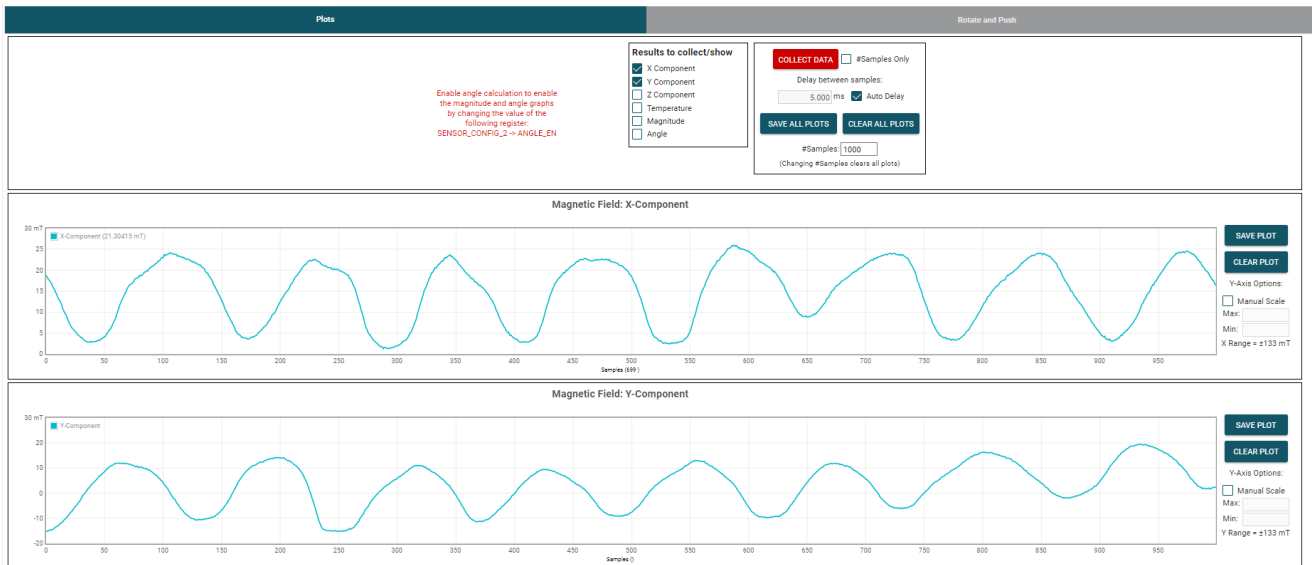 Plots
Rotate and Push
Enable angle calculation to enable
the magnitude and angle graphs
by changing the value of the
following register:
SENSOR_CONFIG_2 -> ANGLE_EN
Results to collect/show
X Component
Y Component
Z Component
Temperature
Magnitude
Angle
COLLECT DATA
#Samples Only
Delay between samples:
5.000 ms
Auto Delay
SAVE ALL PLOTS
CLEAR ALL PLOTS
#Samples: 1000
(Changing #Samples clears all plots)
Magnetic Field: X-Component
30 mT
25
20
15
10
5
0
X-Component (21.30415 mT)
0 50 100 150 200 250 300 350 400 450 500 550 600 650 700 750 800 850 900 950
Samples (699 )
SAVE PLOT
CLEAR PLOT
Y-Axis Options:
Manual Scale
Max:
Min:
X Range = ±133 mT
Magnetic Field: Y-Component
30 mT
20
10
0
-10
-20
Y-Component
0 50 100 150 200 250 300 350 400 450 500 550 600 650 700 750 800 850 900 950
Samples ()
SAVE PLOT
CLEAR PLOT
Y-Axis Options:
Manual Scale
Max:
Min:
Y Range = ±133 mT